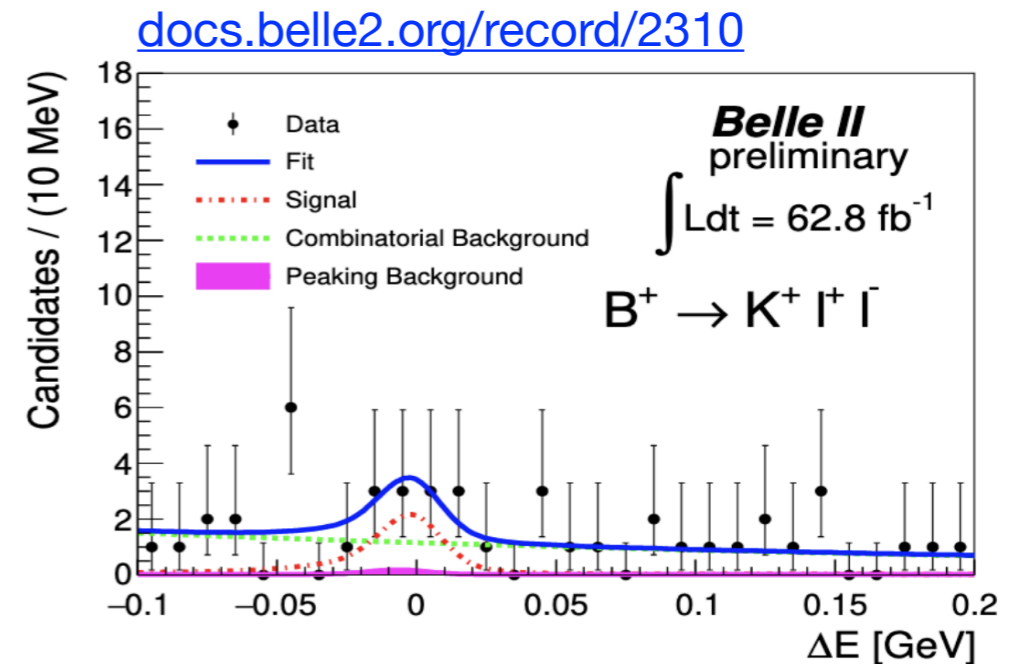 docs.belle2.org/record/2310
Candidates / (10 MeV)
18
16
14
12
10
8
6
4
2
0
Data
Fit
Signal
Combinatorial Background
Peaking Background
Belle II
preliminary
∫Ldt = 62.8 fb⁻¹
B⁺ → K⁺ l⁺ l⁻
−0.1 −0.05 0 0.05 0.1 0.15 0.2
ΔE [GeV]